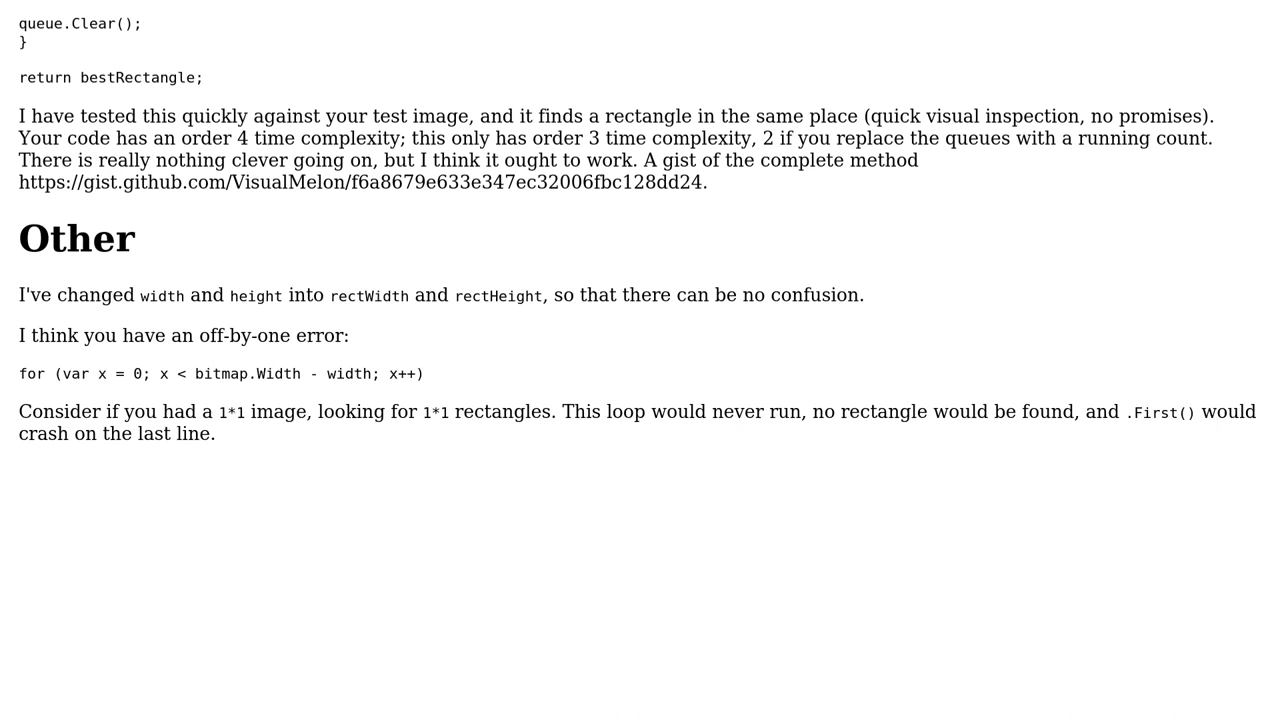 queue.Clear();
}
return bestRectangle;
I have tested this quickly against your test image, and it finds a rectangle in the same place (quick visual inspection, no promises).
Your code has an order 4 time complexity; this only has order 3 time complexity, 2 if you replace the queues with a running count.
There is really nothing clever going on, but I think it ought to work. A gist of the complete method
https://gist.github.com/VisualMelon/f6a8679e633e347ec32006fbc128dd24.
Other
I've changed width and height into rectWidth and rectHeight, so that there can be no confusion.
I think you have an off-by-one error:
for (var x = 0; x < bitmap.Width - width; x++)
Consider if you had a 1*1 image, looking for 1*1 rectangles. This loop would never run, no rectangle would be found, and .First() would
crash on the last line.